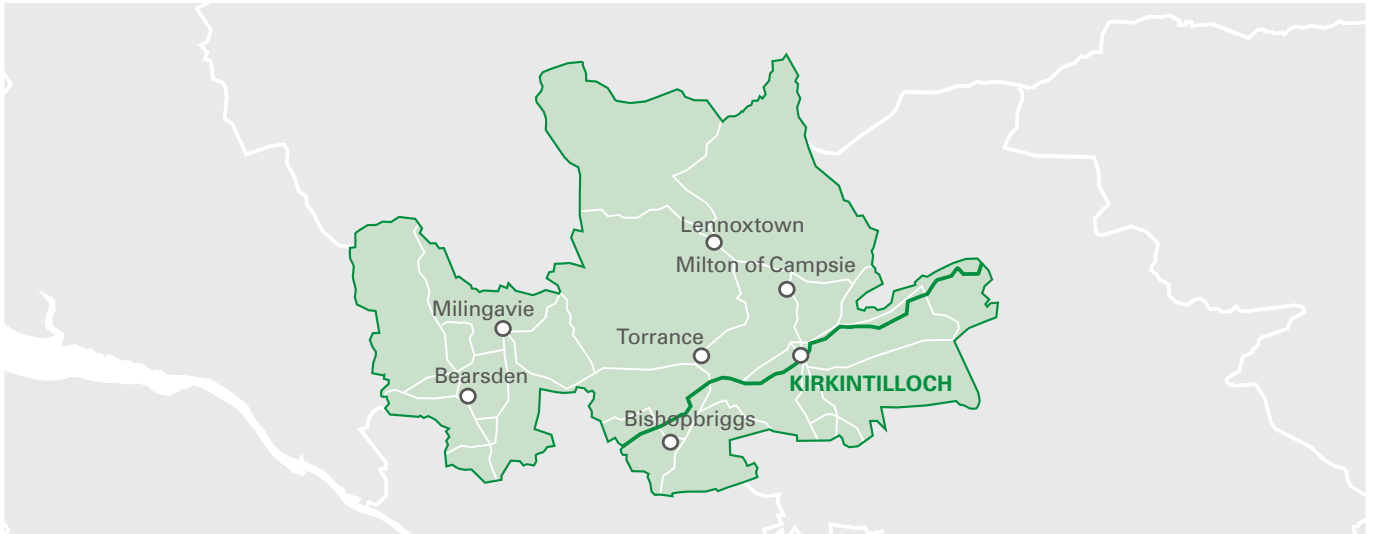 Lennoxtown
Milton of Campsie
Milingavie
Torrance
Bearsden
KIRKINTILLOCH
Bishopbriggs